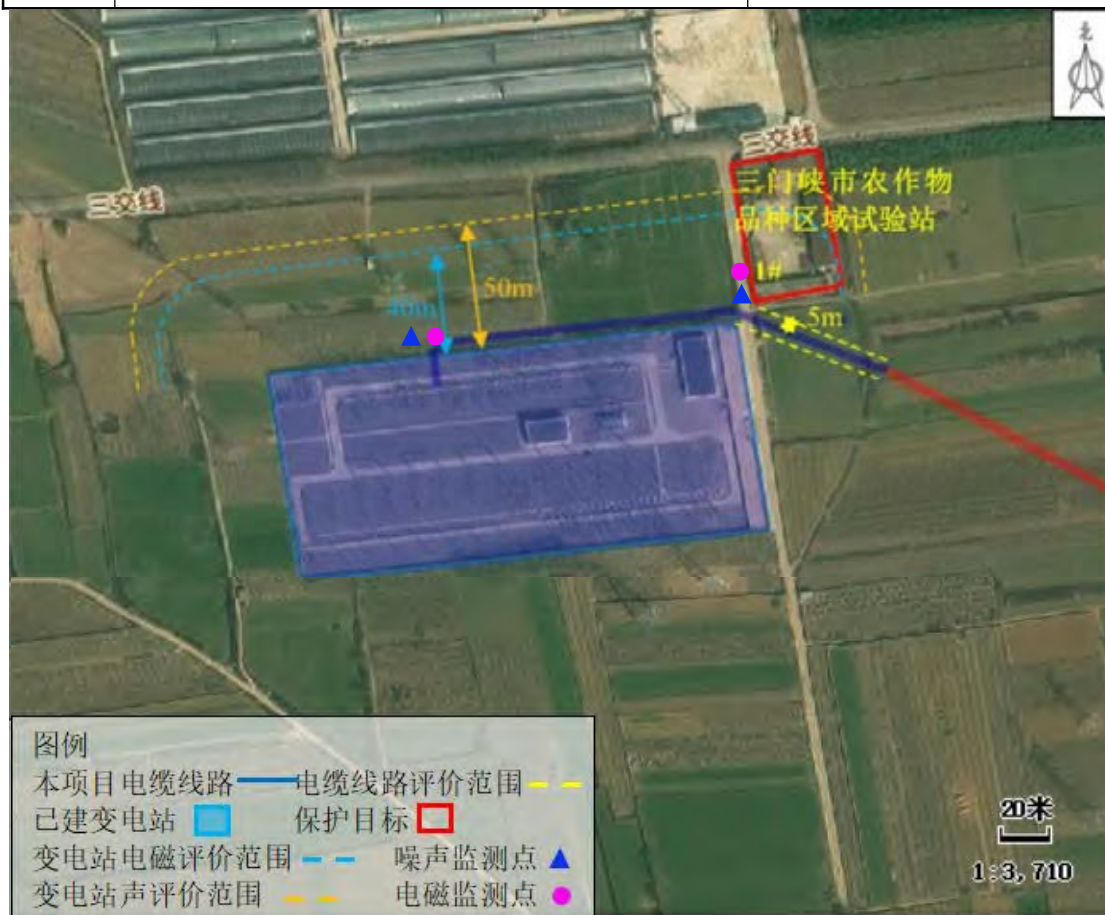 北
三交线
三交线
三门峡市农作物
品种区域试验站
1#
50m
40m
5m
图例
本项目电缆线路 电缆线路评价范围
已建变电站 保护目标
变电站电磁评价范围 噪声监测点
变电站声评价范围 电磁监测点
20米
1:3,710